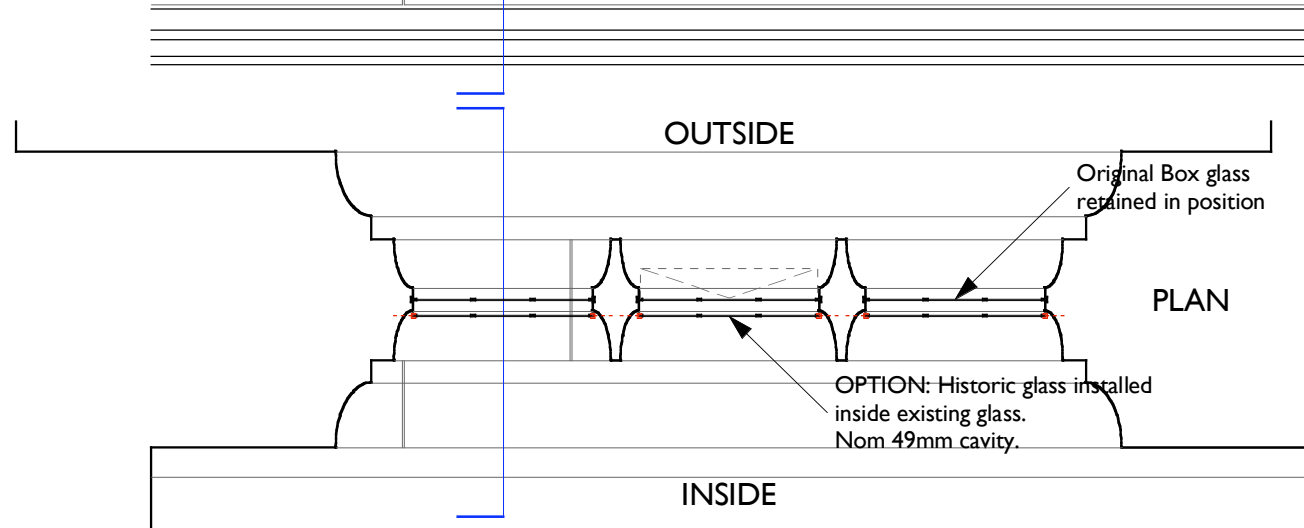 OUTSIDE
Original Box glass
retained in position
PLAN
OPTION: Historic glass installed
inside existing glass.
Nom 49mm cavity.
INSIDE